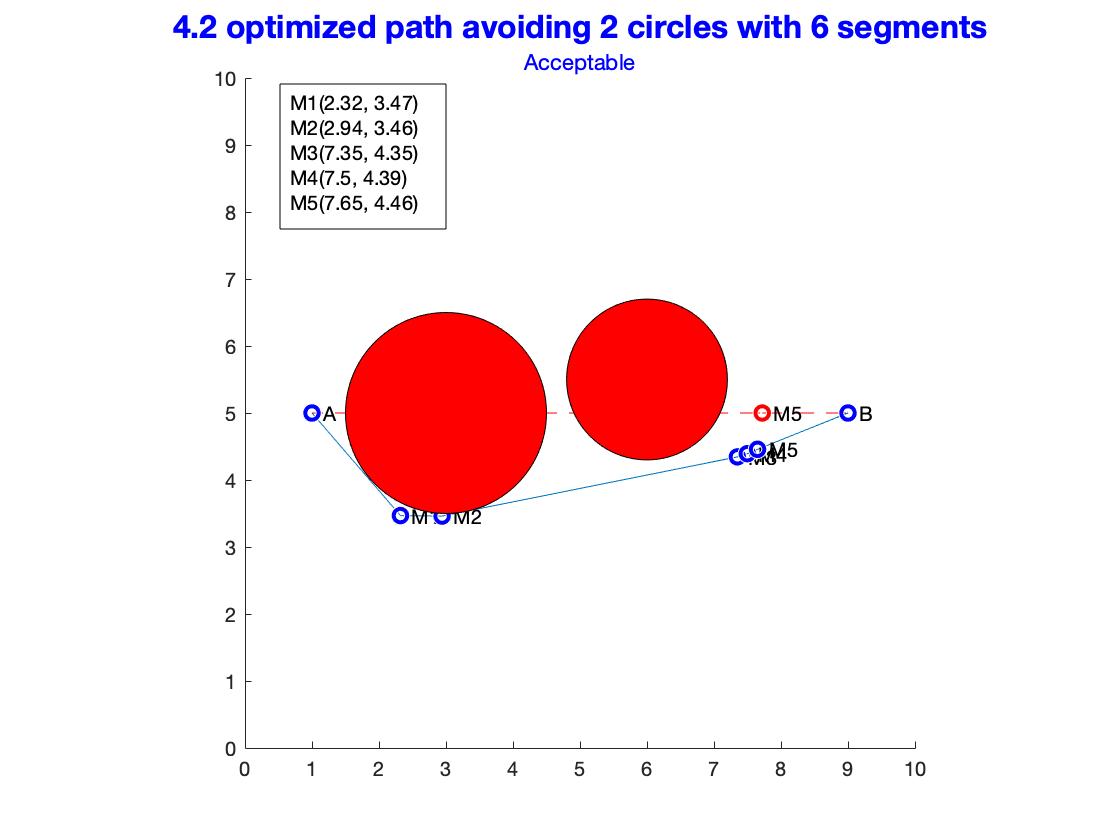 4.2 optimized path avoiding 2 circles with 6 segments
Acceptable
10
M1(2.32, 3.47)
M2(2.94, 3.46)
M3(7.35, 4.35)
M4(7.5, 4.39)
M5(7.65, 4.46)
9
8
7
6
5
A
M5
B
M5
4
M
M2
3
2
1
0
0 1 2 3 4 5 6 7 8 9 10